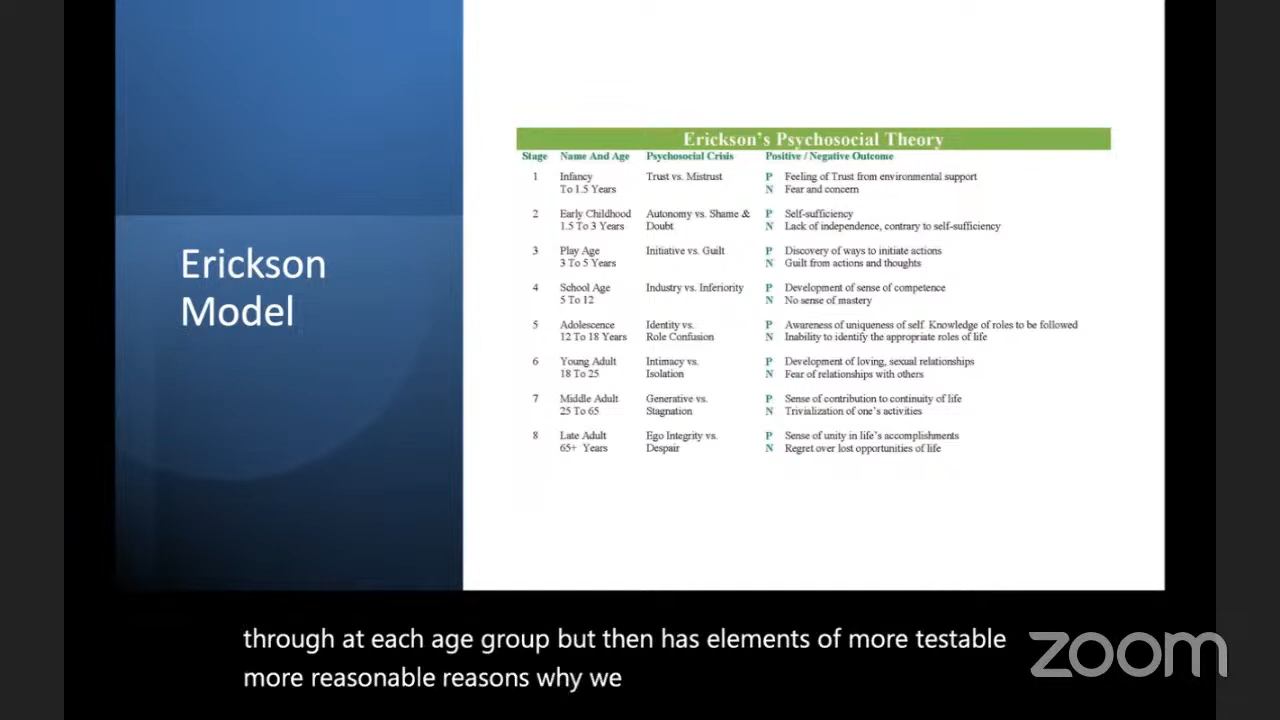 Erickson
Model
Erickson's Psychosocial Theory
Stage Name And Age Psychosocial Crisis Positive / Negative Outcome
1 Infancy Trust vs. Mistrust P Feeling of Trust from environmental support
To 1.5 Years N Fear and concern
2 Early Childhood Autonomy vs. Shame & P Self-sufficiency
1.5 To 3 Years Doubt N Lack of independence, contrary to self-sufficiency
3 Play Age Initiative vs. Guilt P Discovery of ways to initiate actions
3 To 5 Years N Guilt from actions and thoughts
4 School Age Industry vs. Inferiority P Development of sense of competence
5 To 12 N No sense of mastery
5 Adolescence Identity vs. P Awareness of uniqueness of self. Knowledge of roles to be followed
12 To 18 Years Role Confusion N Inability to identify the appropriate roles of life
6 Young Adult Intimacy vs. P Development of loving, sexual relationships
18 To 25 Isolation N Fear of relationships with others
7 Middle Adult Generative vs. P Sense of contribution to continuity of life
25 To 65 Stagnation N Trivialization of one's activities
8 Late Adult Ego Integrity vs. P Sense of unity in life's accomplishments
65+ Years Despair N Regret over lost opportunities of life
through at each age group but then has elements of more testable
more reasonable reasons why we
zoom